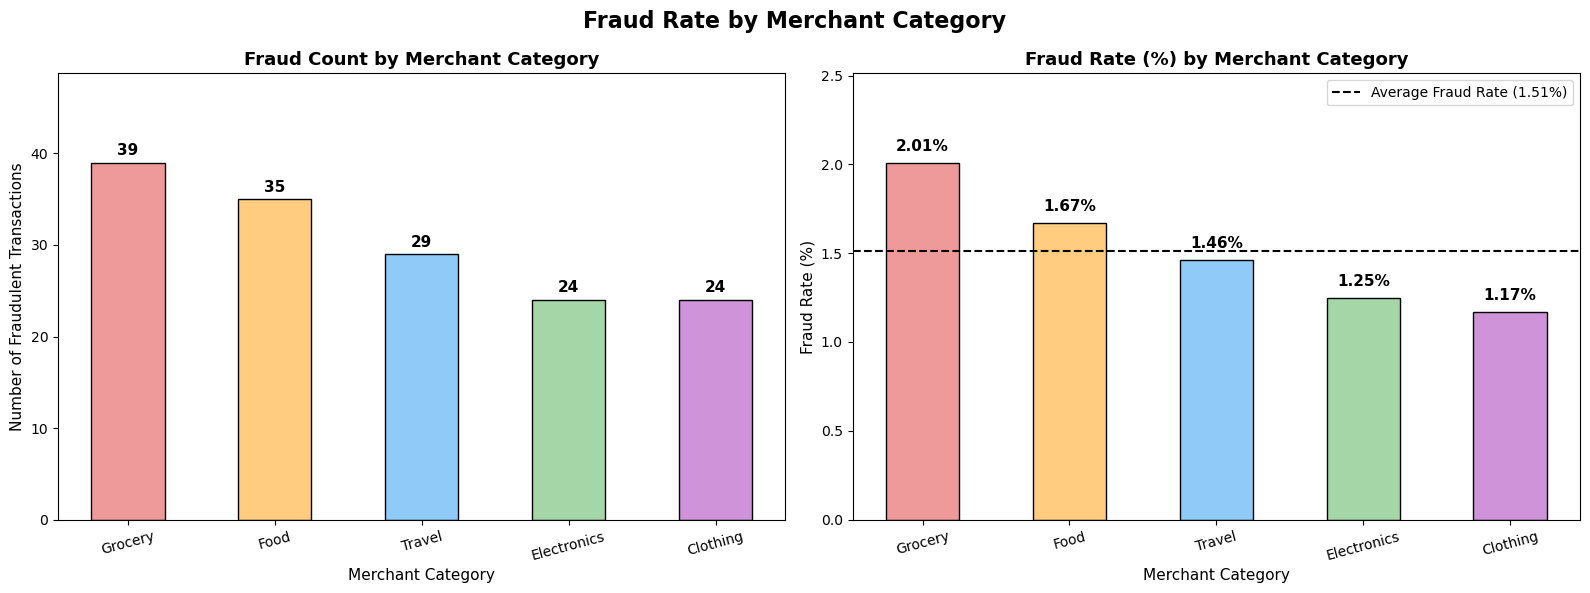 Fraud Rate by Merchant Category
Fraud Count by Merchant Category
Number of Fraudulent Transactions
40
30
20
10
0
39
35
29
24
24
Grocery
Food
Travel
Electronics
Clothing
Merchant Category
Fraud Rate (%) by Merchant Category
Average Fraud Rate (1.51%)
Fraud Rate (%)
2.5
2.0
1.5
1.0
0.5
0.0
2.01%
1.67%
1.46%
1.25%
1.17%
Grocery
Food
Travel
Electronics
Clothing
Merchant Category